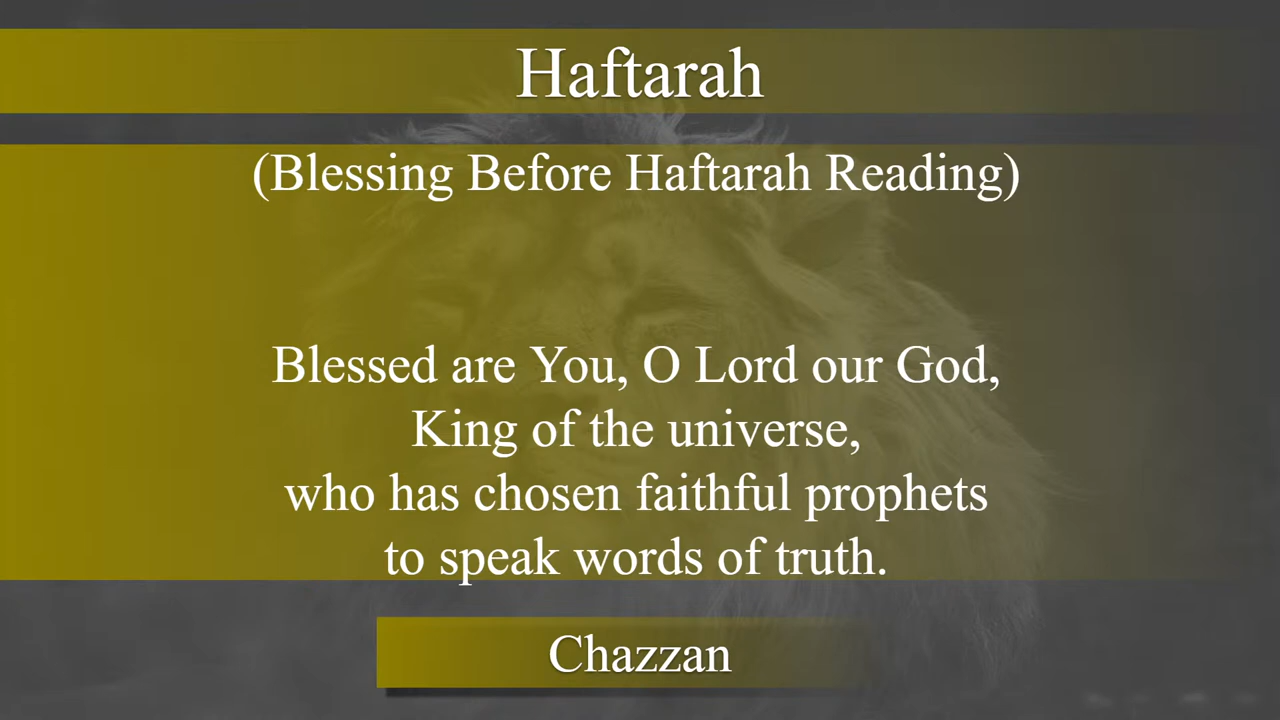 Haftarah
(Blessing Before Haftarah Reading)
Blessed are You, O Lord our God,
King of the universe,
who has chosen faithful prophets
to speak words of truth.
Chazzan